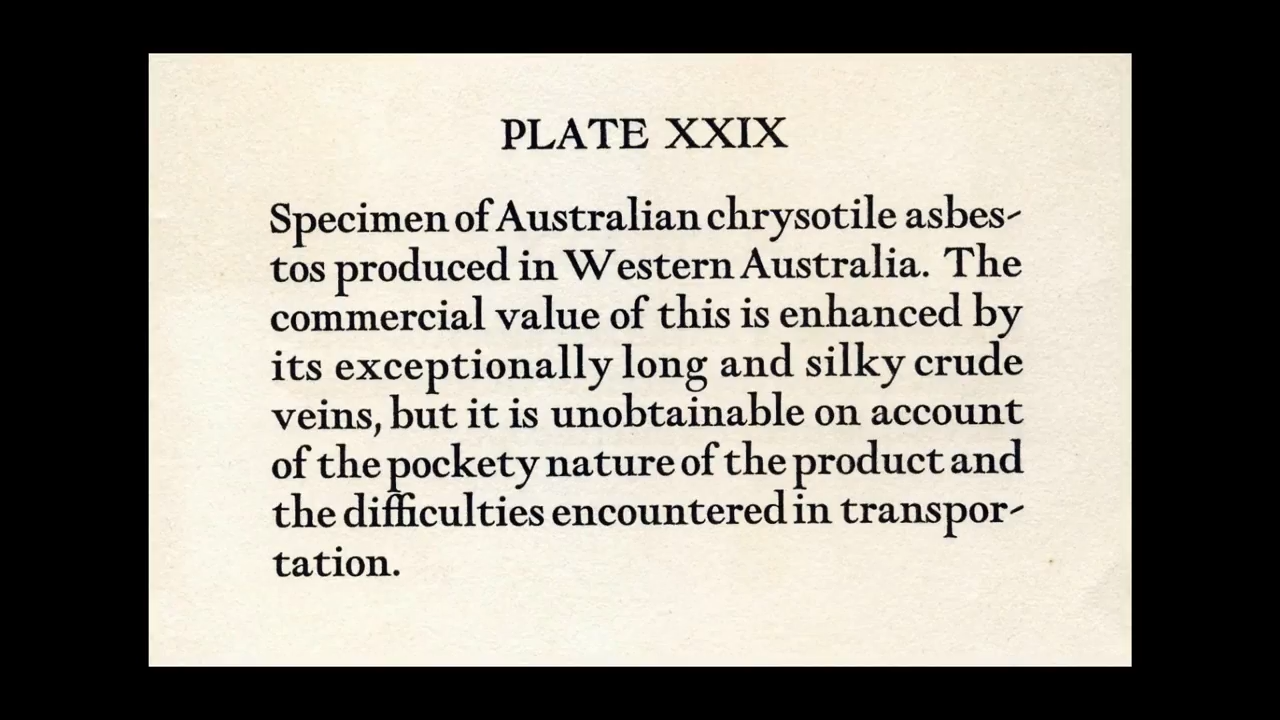 PLATE XXIX
Specimen of Australian chrysotile asbes-
tos produced in Western Australia. The
commercial value of this is enhanced by
its exceptionally long and silky crude
veins, but it is unobtainable on account
of the pockety nature of the product and
the difficulties encountered in transpor-
tation.